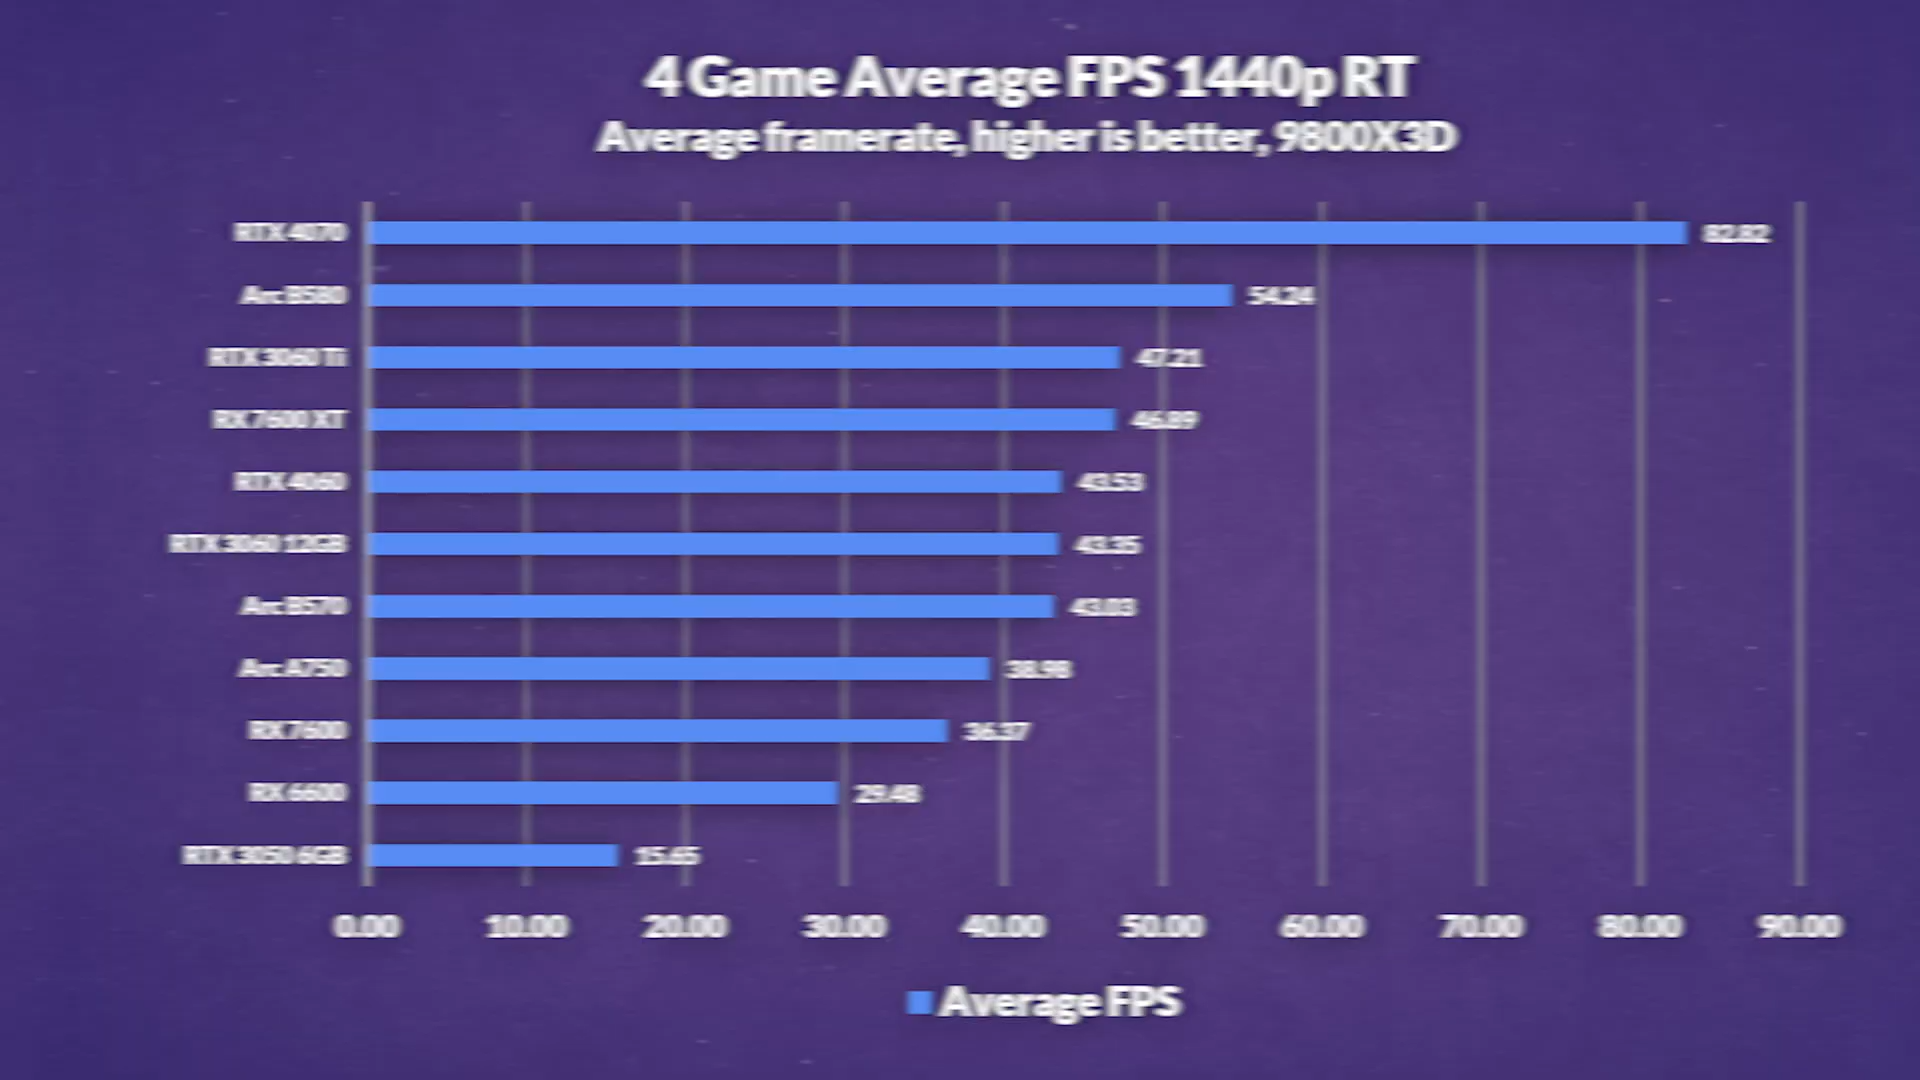 4 Game Average FPS 1440p RT
Average framerate, higher is better, 9800X3D
RTX 4070 82.82
Arc B580 54.24
RTX 3060 Ti 47.21
RX 7600 XT 46.89
RTX 4060 43.53
RTX 3060 12GB 43.35
Arc B570 43.03
Arc A750 38.98
RX 7600 36.37
RX 6600 29.48
RTX 3050 6GB 15.65
0.00 10.00 20.00 30.00 40.00 50.00 60.00 70.00 80.00 90.00
Average FPS